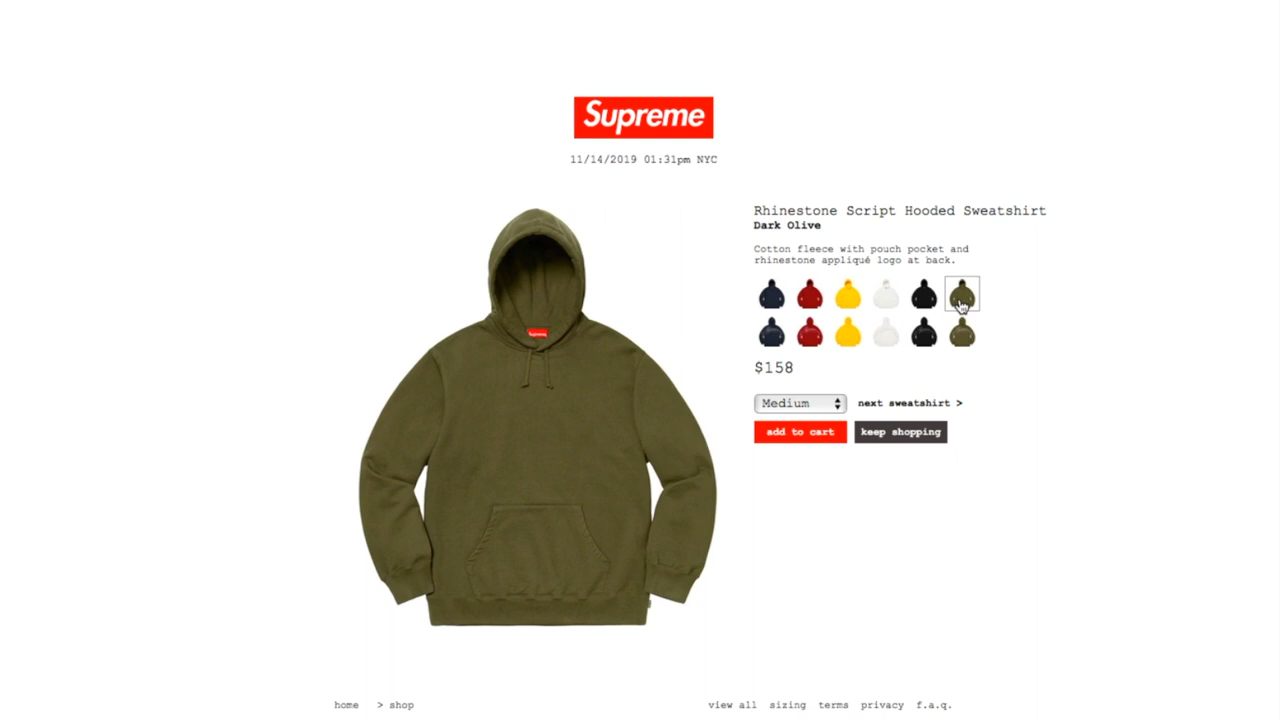 Supreme
11/14/2019 01:31pm NYC
Rhinestone Script Hooded Sweatshirt
Dark Olive
Cotton fleece with pouch pocket and
rhinestone appliqué logo at back.
Supreme
$158
Medium
next sweatshirt >
add to cart
keep shopping
home > shop
view all sizing terms privacy f.a.q.